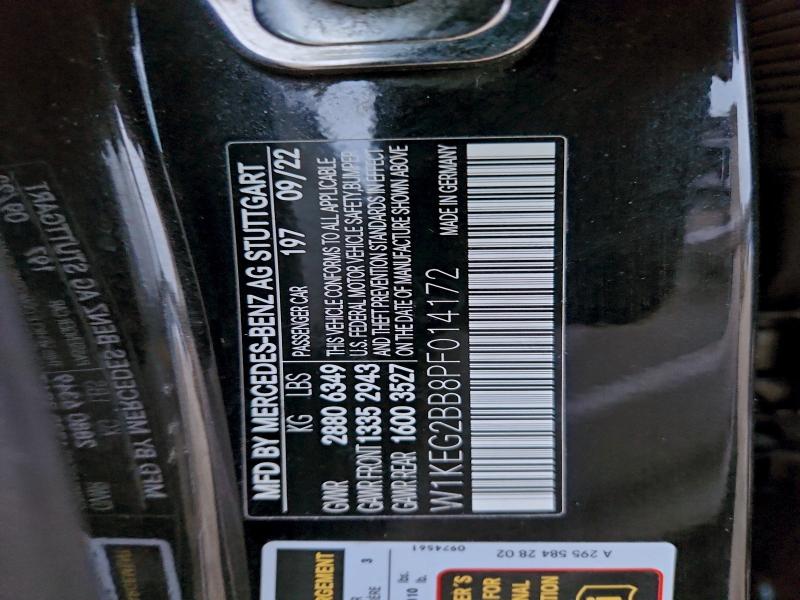 MFD BY MERCEDES-BENZ AG STUTTGART
KG LBS PASSENGER CAR 197 09/22
GVWR 2880 6349 THIS VEHICLE CONFORMS TO ALL APPLICABLE
GAWR FRONT 1335 2943 U.S. FEDERAL MOTOR VEHICLE SAFETY, BUMPER
AND THEFT PREVENTION STANDARDS IN EFFECT
GAWR REAR 1600 3527 ON THE DATE OF MANUFACTURE SHOWN ABOVE
W1KEG2BB8PF014172 MADE IN GERMANY
A 295 584 28 02
0974561
3